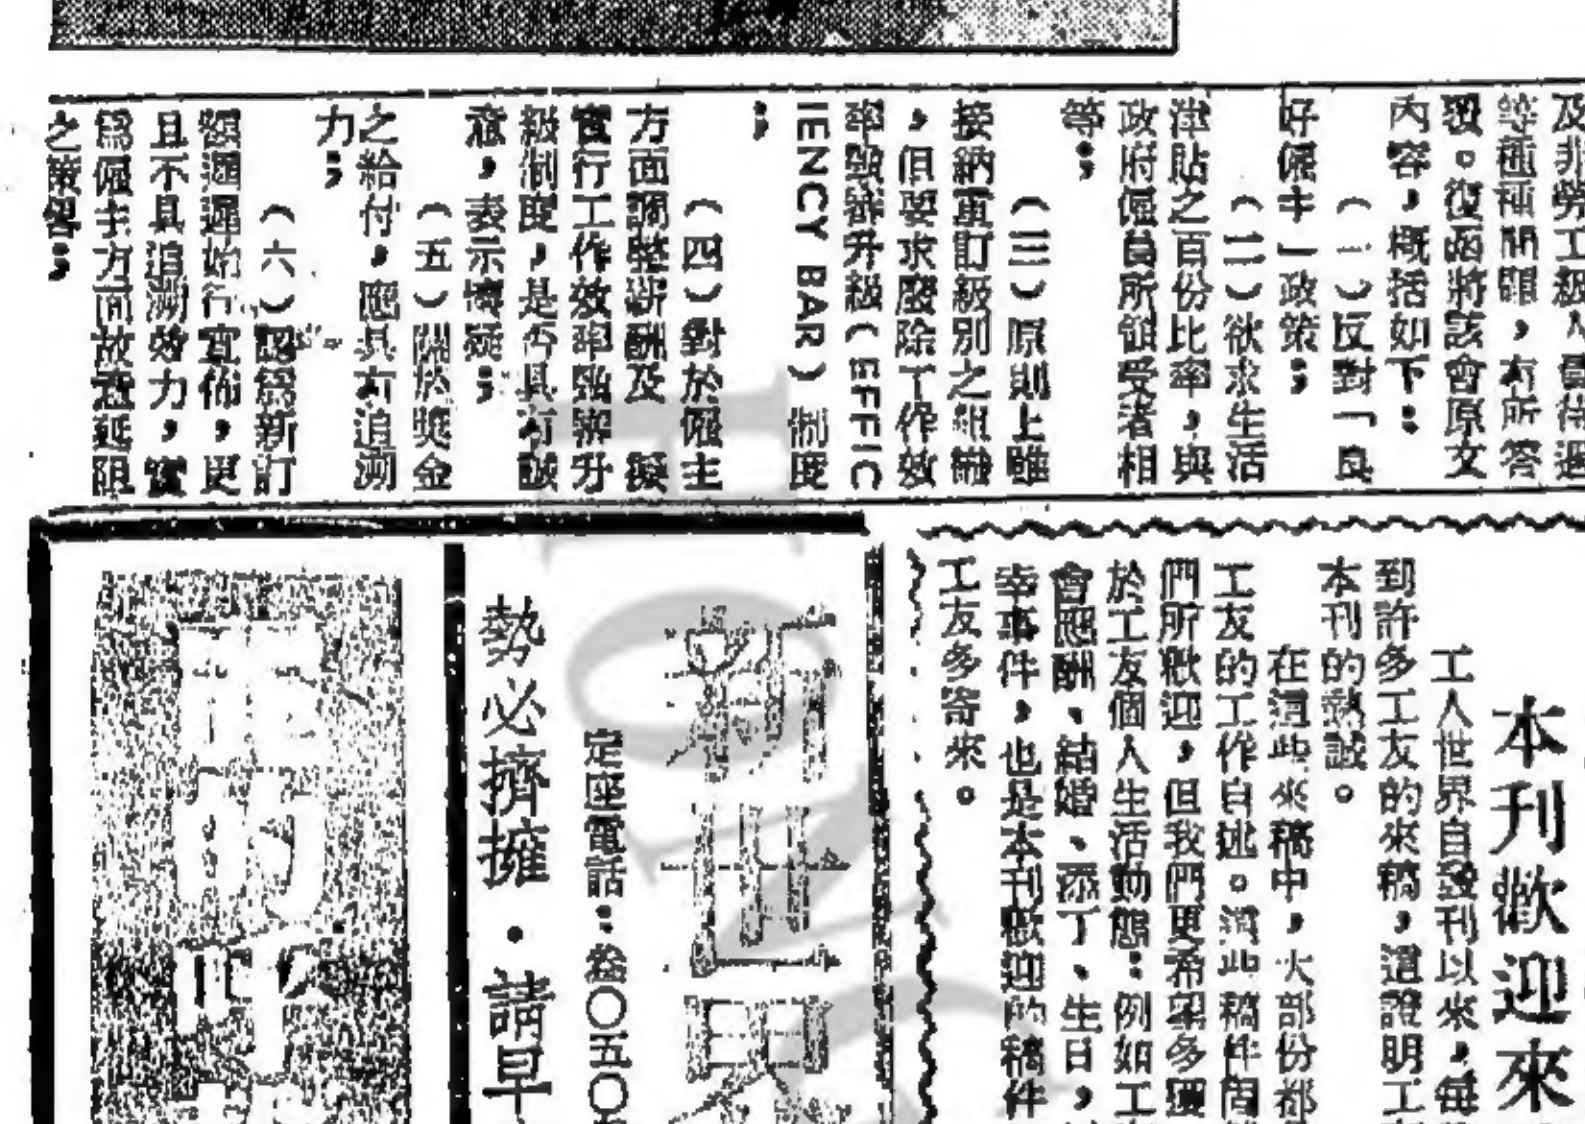 及非勞工級人員待遇
等種種問題，有所答
覆。復函將該會原文
內容，概括如下：
（一）反對「良
好僱主」政策；
（二）欲求生活
津貼之百份比率，與
政府僱員所領受者相
等；
（三）原則上雖
接納重訂級別之組織
，但要求廢除工作效
率致審升級（EFFIC
IENCY BAR）制度
；
（四）對於僱主
方面調整薪酬及 擬
實行工作效率甄審升
級制度，是否具有誠
意，表示懷疑；
（五）關於獎金
之給付，應具有追溯
力；
（六）認為新訂
額遲遲始行宣佈，更
且不具追溯効力，實
爲僱主方面故意延阻
之策略；
本刊歡迎來
工人世界自發刊以來，每
到許多工友的來稿，這證明工
本刊的熱誠。
在這些來稿中，大部份都
工友的工作自述。這些稿件固
們所歡迎，但我們更希望多
於工友個人生活動態：例如工
會應酬、結婚、添丁、生日，
幸事件，也是本刊歡迎的稿件
工友多寄來。
定座電話：叁〇五〇
勢必擠擁・請早